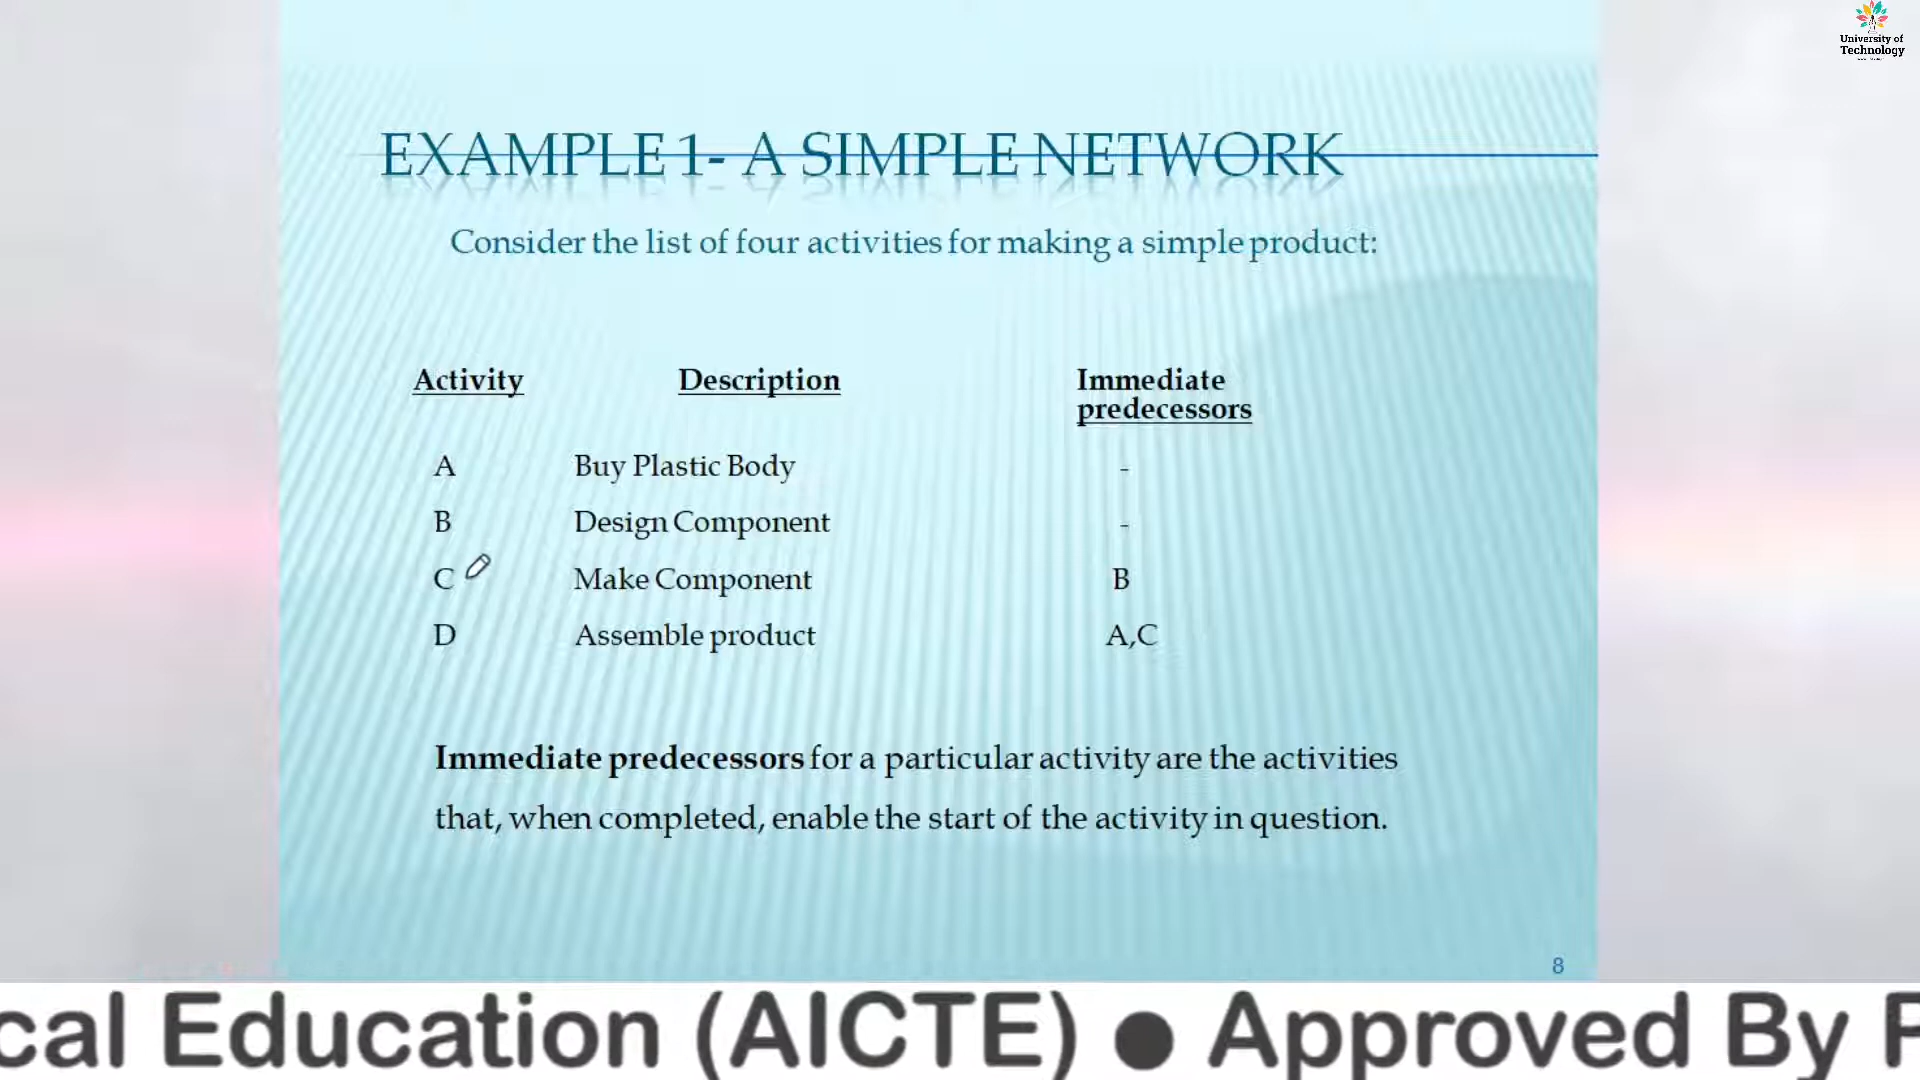 University of
Technology
EXAMPLE 1- A SIMPLE NETWORK
Consider the list of four activities for making a simple product:
Activity Description Immediate
predecessors
A Buy Plastic Body -
B Design Component -
C Make Component B
D Assemble product A,C
Immediate predecessors for a particular activity are the activities
that, when completed, enable the start of the activity in question.
8
cal Education (AICTE) ● Approved By